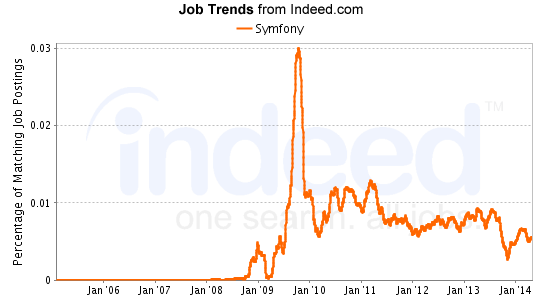 Job Trends from Indeed.com
Symfony
Percentage of Matching Job Postings
0.03
0.02
0.01
0
indeed™
one search. all jobs.
Jan '06 Jan '07 Jan '08 Jan '09 Jan '10 Jan '11 Jan '12 Jan '13 Jan '14